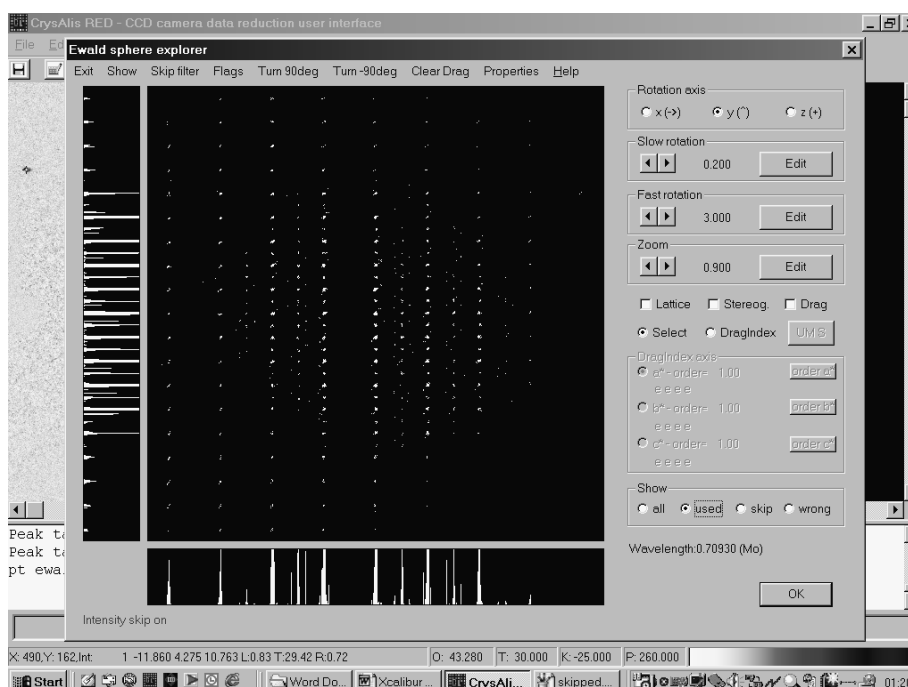 CrysAlis RED - CCD camera data reduction user interface
File Ed
Ewald sphere explorer
Exit Show Skip filter Flags Turn 90deg Turn -90deg Clear Drag Properties Help
Rotation axis
x (->) y (^) z (+)
Slow rotation
0.200 Edit
Fast rotation
3.000 Edit
Zoom
0.900 Edit
Lattice Stereog. Drag
Select DragIndex UM S
DragIndex axis
a* - order= 1.00 order a*
e e e e
b* - order= 1.00 order b*
e e e e
c* - order= 1.00 order c*
e e e e
Show
all used skip wrong
Wavelength:0.70930 (Mo)
OK
Peak ta
Peak ta
pt ewa
Intensity skip on
X: 490,Y: 162,Int: 1 -11.860 4.275 10.763 L:0.83 T:29.42 R:0.72 O: 43.280 T: 30.000 K:-25.000 P: 260.000
Start Word Do... Xcalibur ... CrysAli... skipped.... 01:2